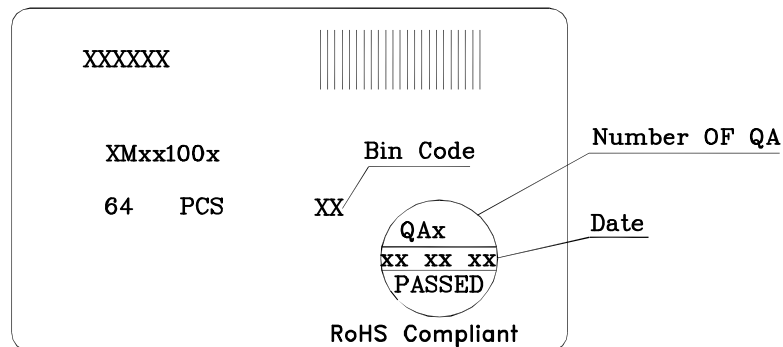 XXXXXX
XMxx100x
Bin Code
Number OF QA
64 PCS XX
QAx
Date
xx xx xx
PASSED
RoHS Compliant